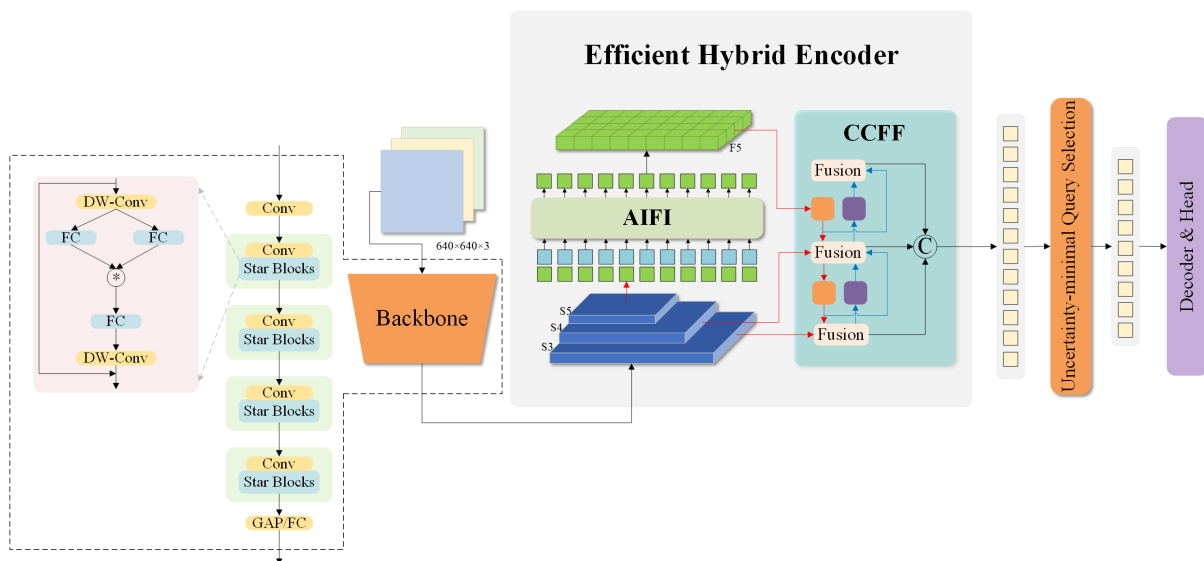 Efficient Hybrid Encoder
DW-Conv
FC
FC
*
FC
DW-Conv
Conv
Conv
Star Blocks
Conv
Star Blocks
Conv
Star Blocks
Conv
Star Blocks
GAP/FC
640×640×3
Backbone
F5
AIFI
S5
S4
S3
CCFF
Fusion
Fusion
Fusion
C
Uncertainty-minimal Query Selection
Decoder & Head